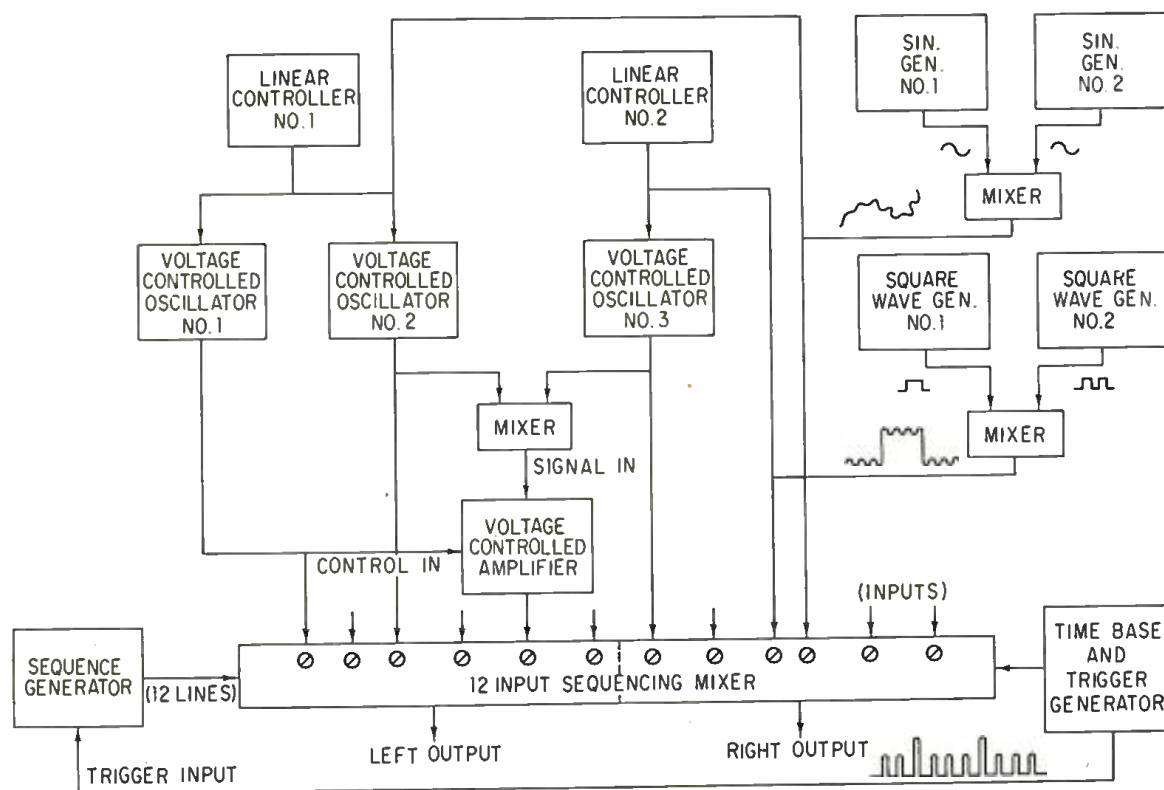 LINEAR
CONTROLLER
NO.1
LINEAR
CONTROLLER
NO.2
SIN.
GEN.
NO.1
SIN.
GEN.
NO. 2
MIXER
VOLTAGE
CONTROLLED
OSCILLATOR
NO.1
VOLTAGE
CONTROLLED
OSCILLATOR
NO.2
VOLTAGE
CONTROLLED
OSCILLATOR
NO.3
SQUARE
WAVE GEN.
NO.1
SQUARE
WAVE GEN.
NO.2
MIXER
MIXER
SIGNAL IN
VOLTAGE
CONTROLLED
AMPLIFIER
CONTROL IN
(INPUTS)
SEQUENCE
GENERATOR
(12 LINES)
12 INPUT SEQUENCING MIXER
TIME BASE
AND
TRIGGER
GENERATOR
LEFT OUTPUT
RIGHT OUTPUT
TRIGGER INPUT